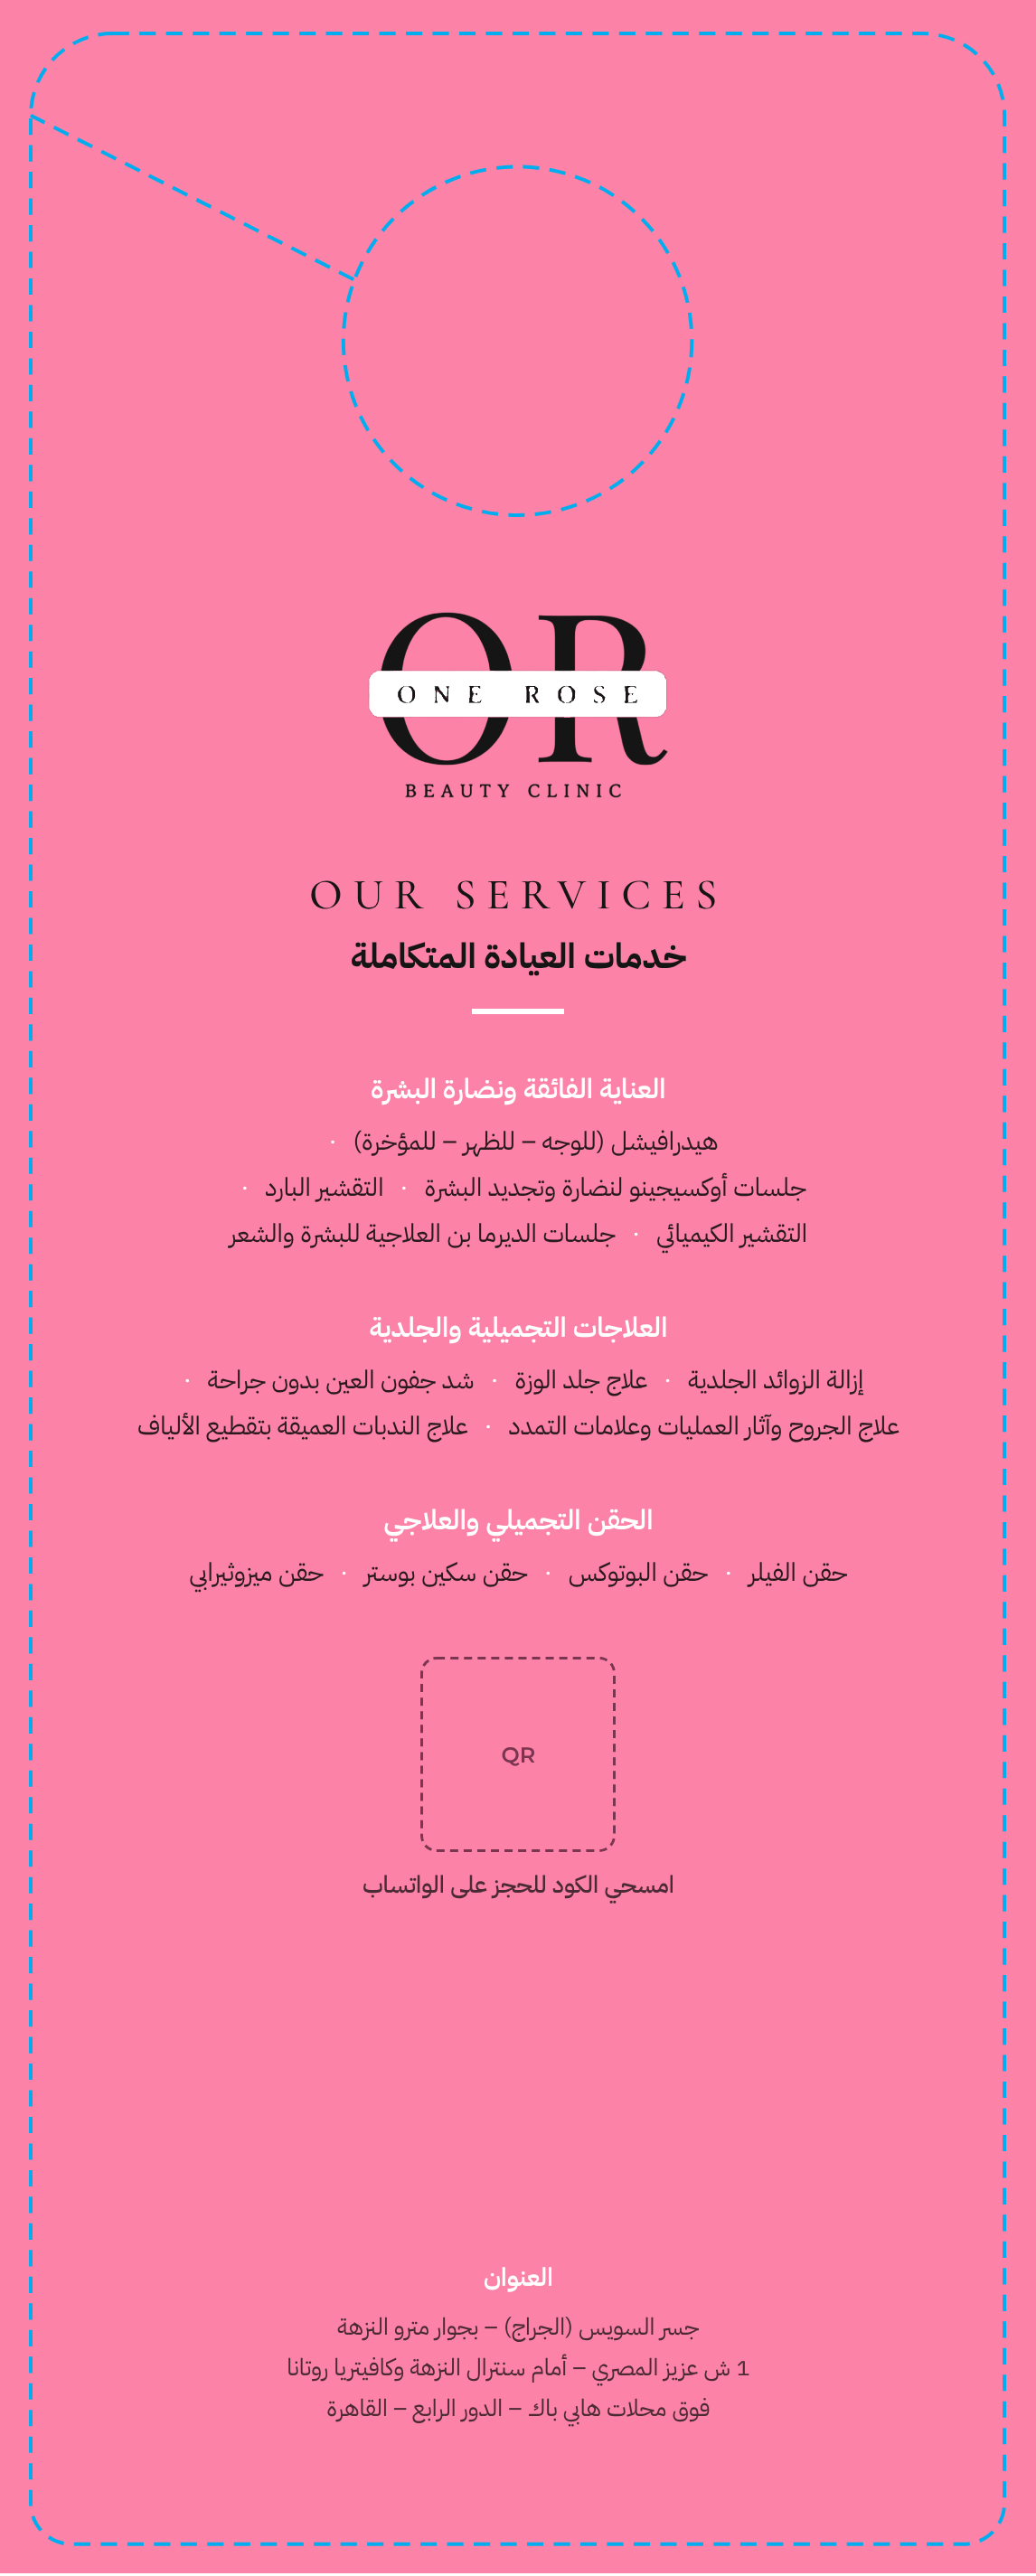 OR
ONE ROSE
BEAUTY CLINIC
OUR SERVICES
خدمات العيادة المتكاملة
العناية الفائقة ونضارة البشرة
هيدرافيشل (للوجه – للظهر – للمؤخرة) ·
جلسات أوكسيجينو لنضارة وتجديد البشرة · التقشير البارد ·
التقشير الكيميائي · جلسات الديرما بن العلاجية للبشرة والشعر
العلاجات التجميلية والجلدية
إزالة الزوائد الجلدية · علاج جلد الوزة · شد جفون العين بدون جراحة ·
علاج الجروح وآثار العمليات وعلامات التمدد · علاج الندبات العميقة بتقطيع الألياف
الحقن التجميلي والعلاجي
حقن الفيلر · حقن البوتوكس · حقن سكين بوستر · حقن ميزوثيرابي
QR
امسحي الكود للحجز على الواتساب
العنوان
جسر السويس (الجراج) – بجوار مترو النزهة
1 ش عزيز المصري – أمام سنترال النزهة وكافيتريا روتانا
فوق محلات هابي باك – الدور الرابع – القاهرة